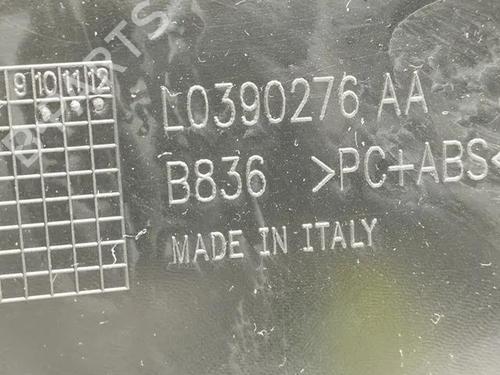 9 10 11 12
L0390276 AA
B836 >PC+ABS<
MADE IN ITALY